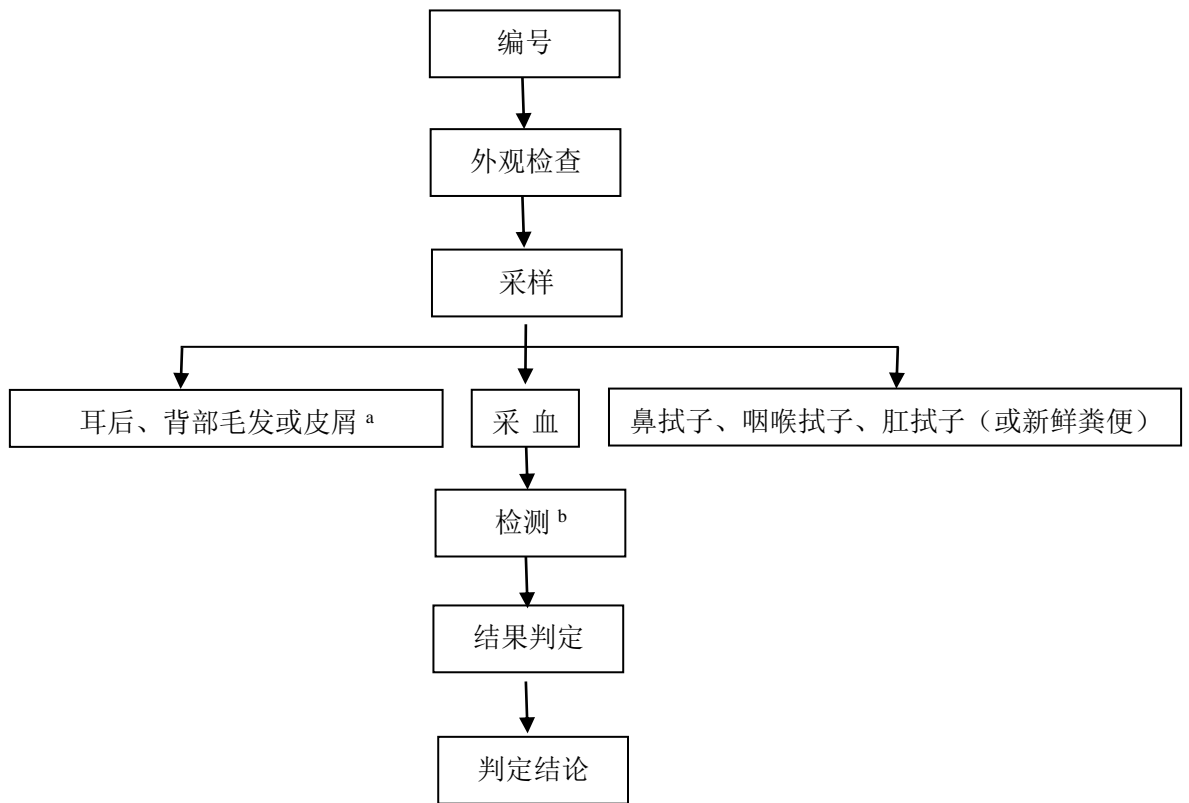 编号
外观检查
采样
耳后、背部毛发或皮屑 a
采 血
鼻拭子、咽喉拭子、肛拭子（或新鲜粪便）
检测 b
结果判定
判定结论